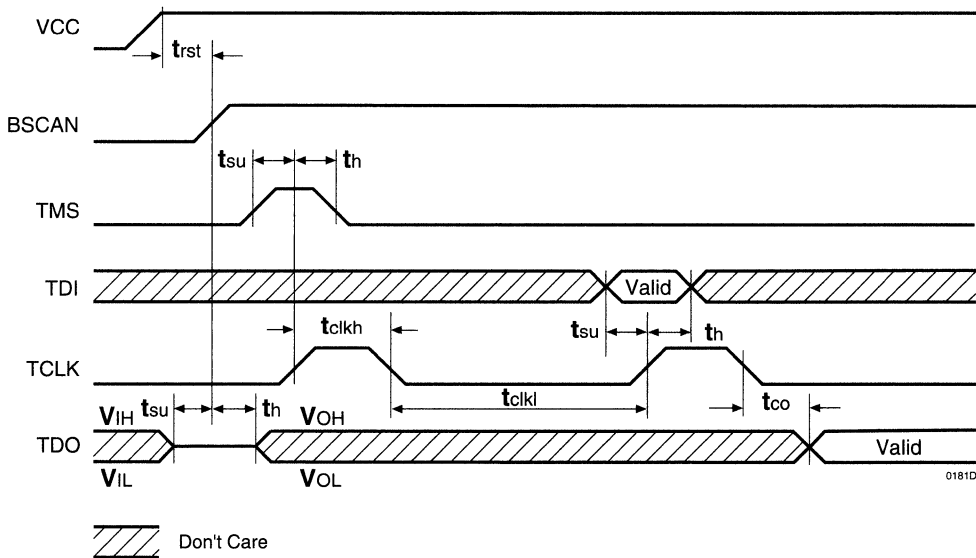 VCC
trst
BSCAN
tsu th
TMS
TDI
Valid
tclkh
tsu th
TCLK
tclkl
tsu th
tco
VIH VOH
TDO
Valid
VIL VOL
0181D
Don't Care